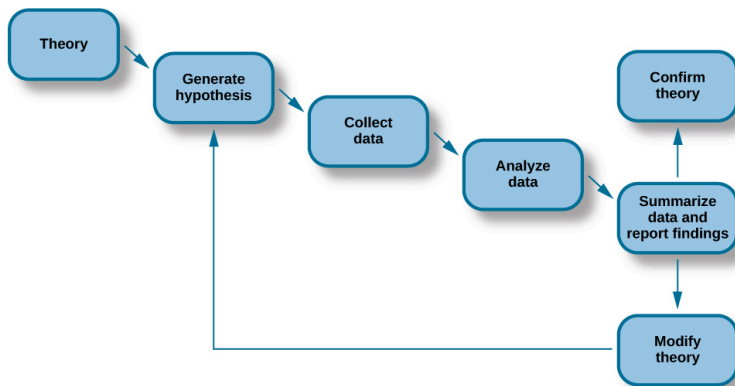 Theory
Generate
hypothesis
Collect
data
Analyze
data
Confirm
theory
Summarize
data and
report findings
Modify
theory